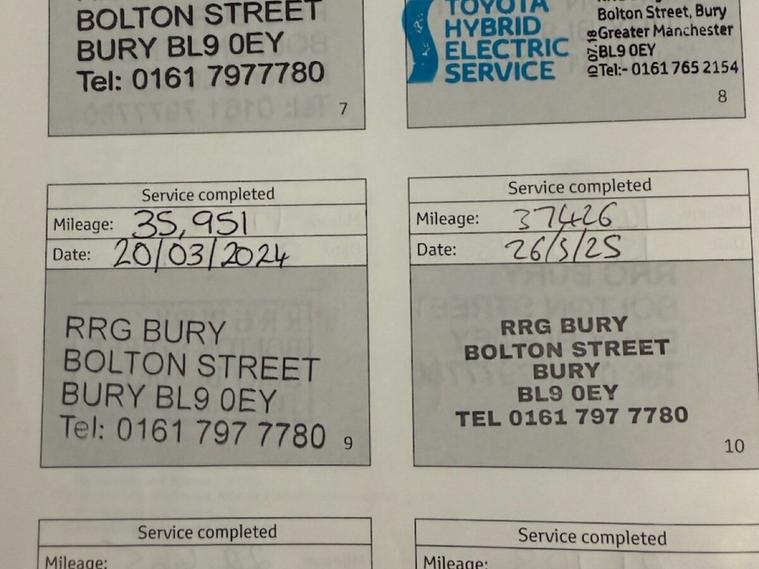 BOLTON STREET
BURY BL9 0EY
Tel: 0161 7977780
7
TOYOTA
HYBRID
ELECTRIC
SERVICE
Bolton Street, Bury
Greater Manchester
BL9 0EY
Tel:- 0161 765 2154
8
Service completed
Mileage: 35,951
Date: 20/03/2024
RRG BURY
BOLTON STREET
BURY BL9 0EY
Tel: 0161 797 7780
9
Service completed
Mileage: 37426
Date: 26/3/25
RRG BURY
BOLTON STREET
BURY
BL9 0EY
TEL 0161 797 7780
10
Service completed
Mileage:
Service completed
Mileage: